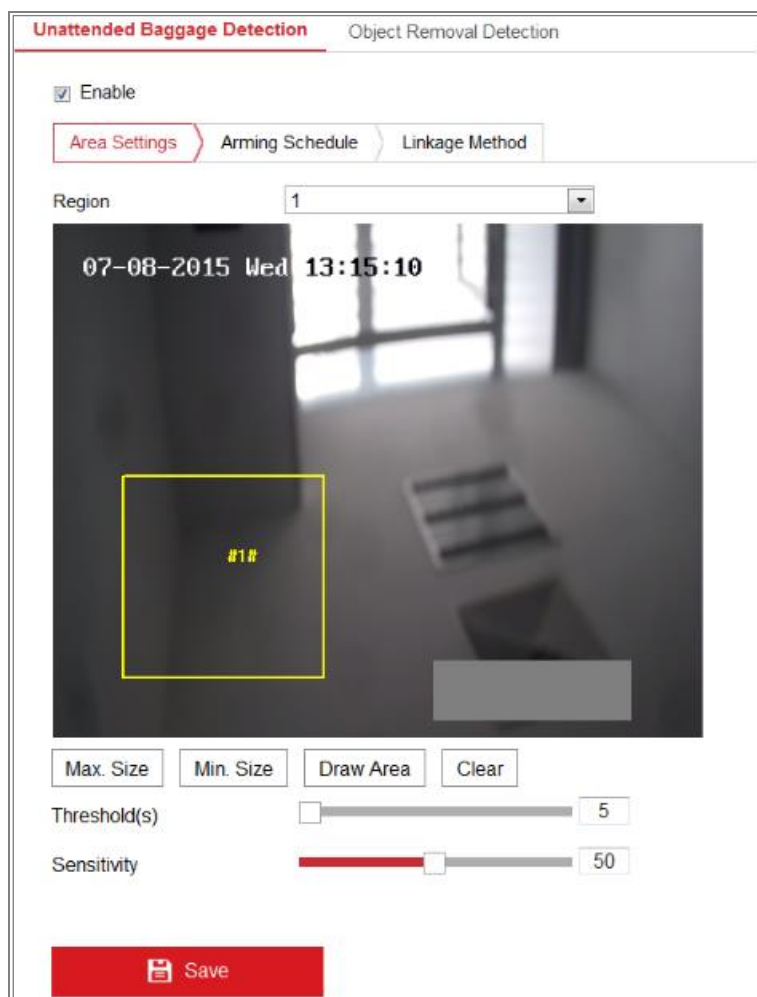 Unattended Baggage Detection Object Removal Detection
Enable
Area Settings Arming Schedule Linkage Method
Region 1
07-08-2015 Wed 13:15:10
#1#
Max. Size Min. Size Draw Area Clear
Threshold(s) 5
Sensitivity 50
Save